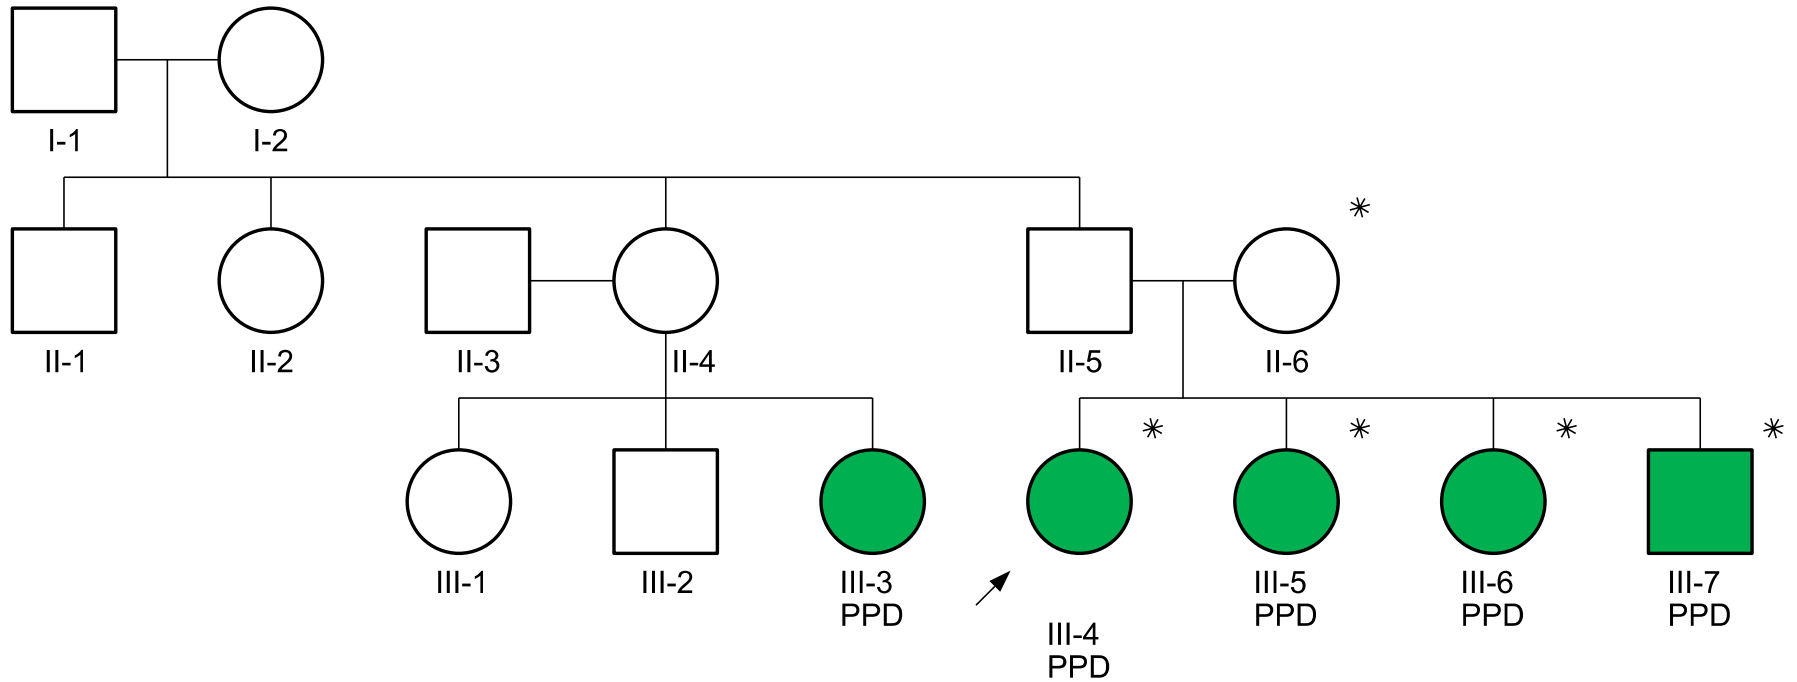 I-1
I-2
*
II-1
II-2
II-3
II-4
II-5
II-6
*
*
*
*
III-1
III-2
III-3
PPD
III-4
PPD
III-5
PPD
III-6
PPD
III-7
PPD